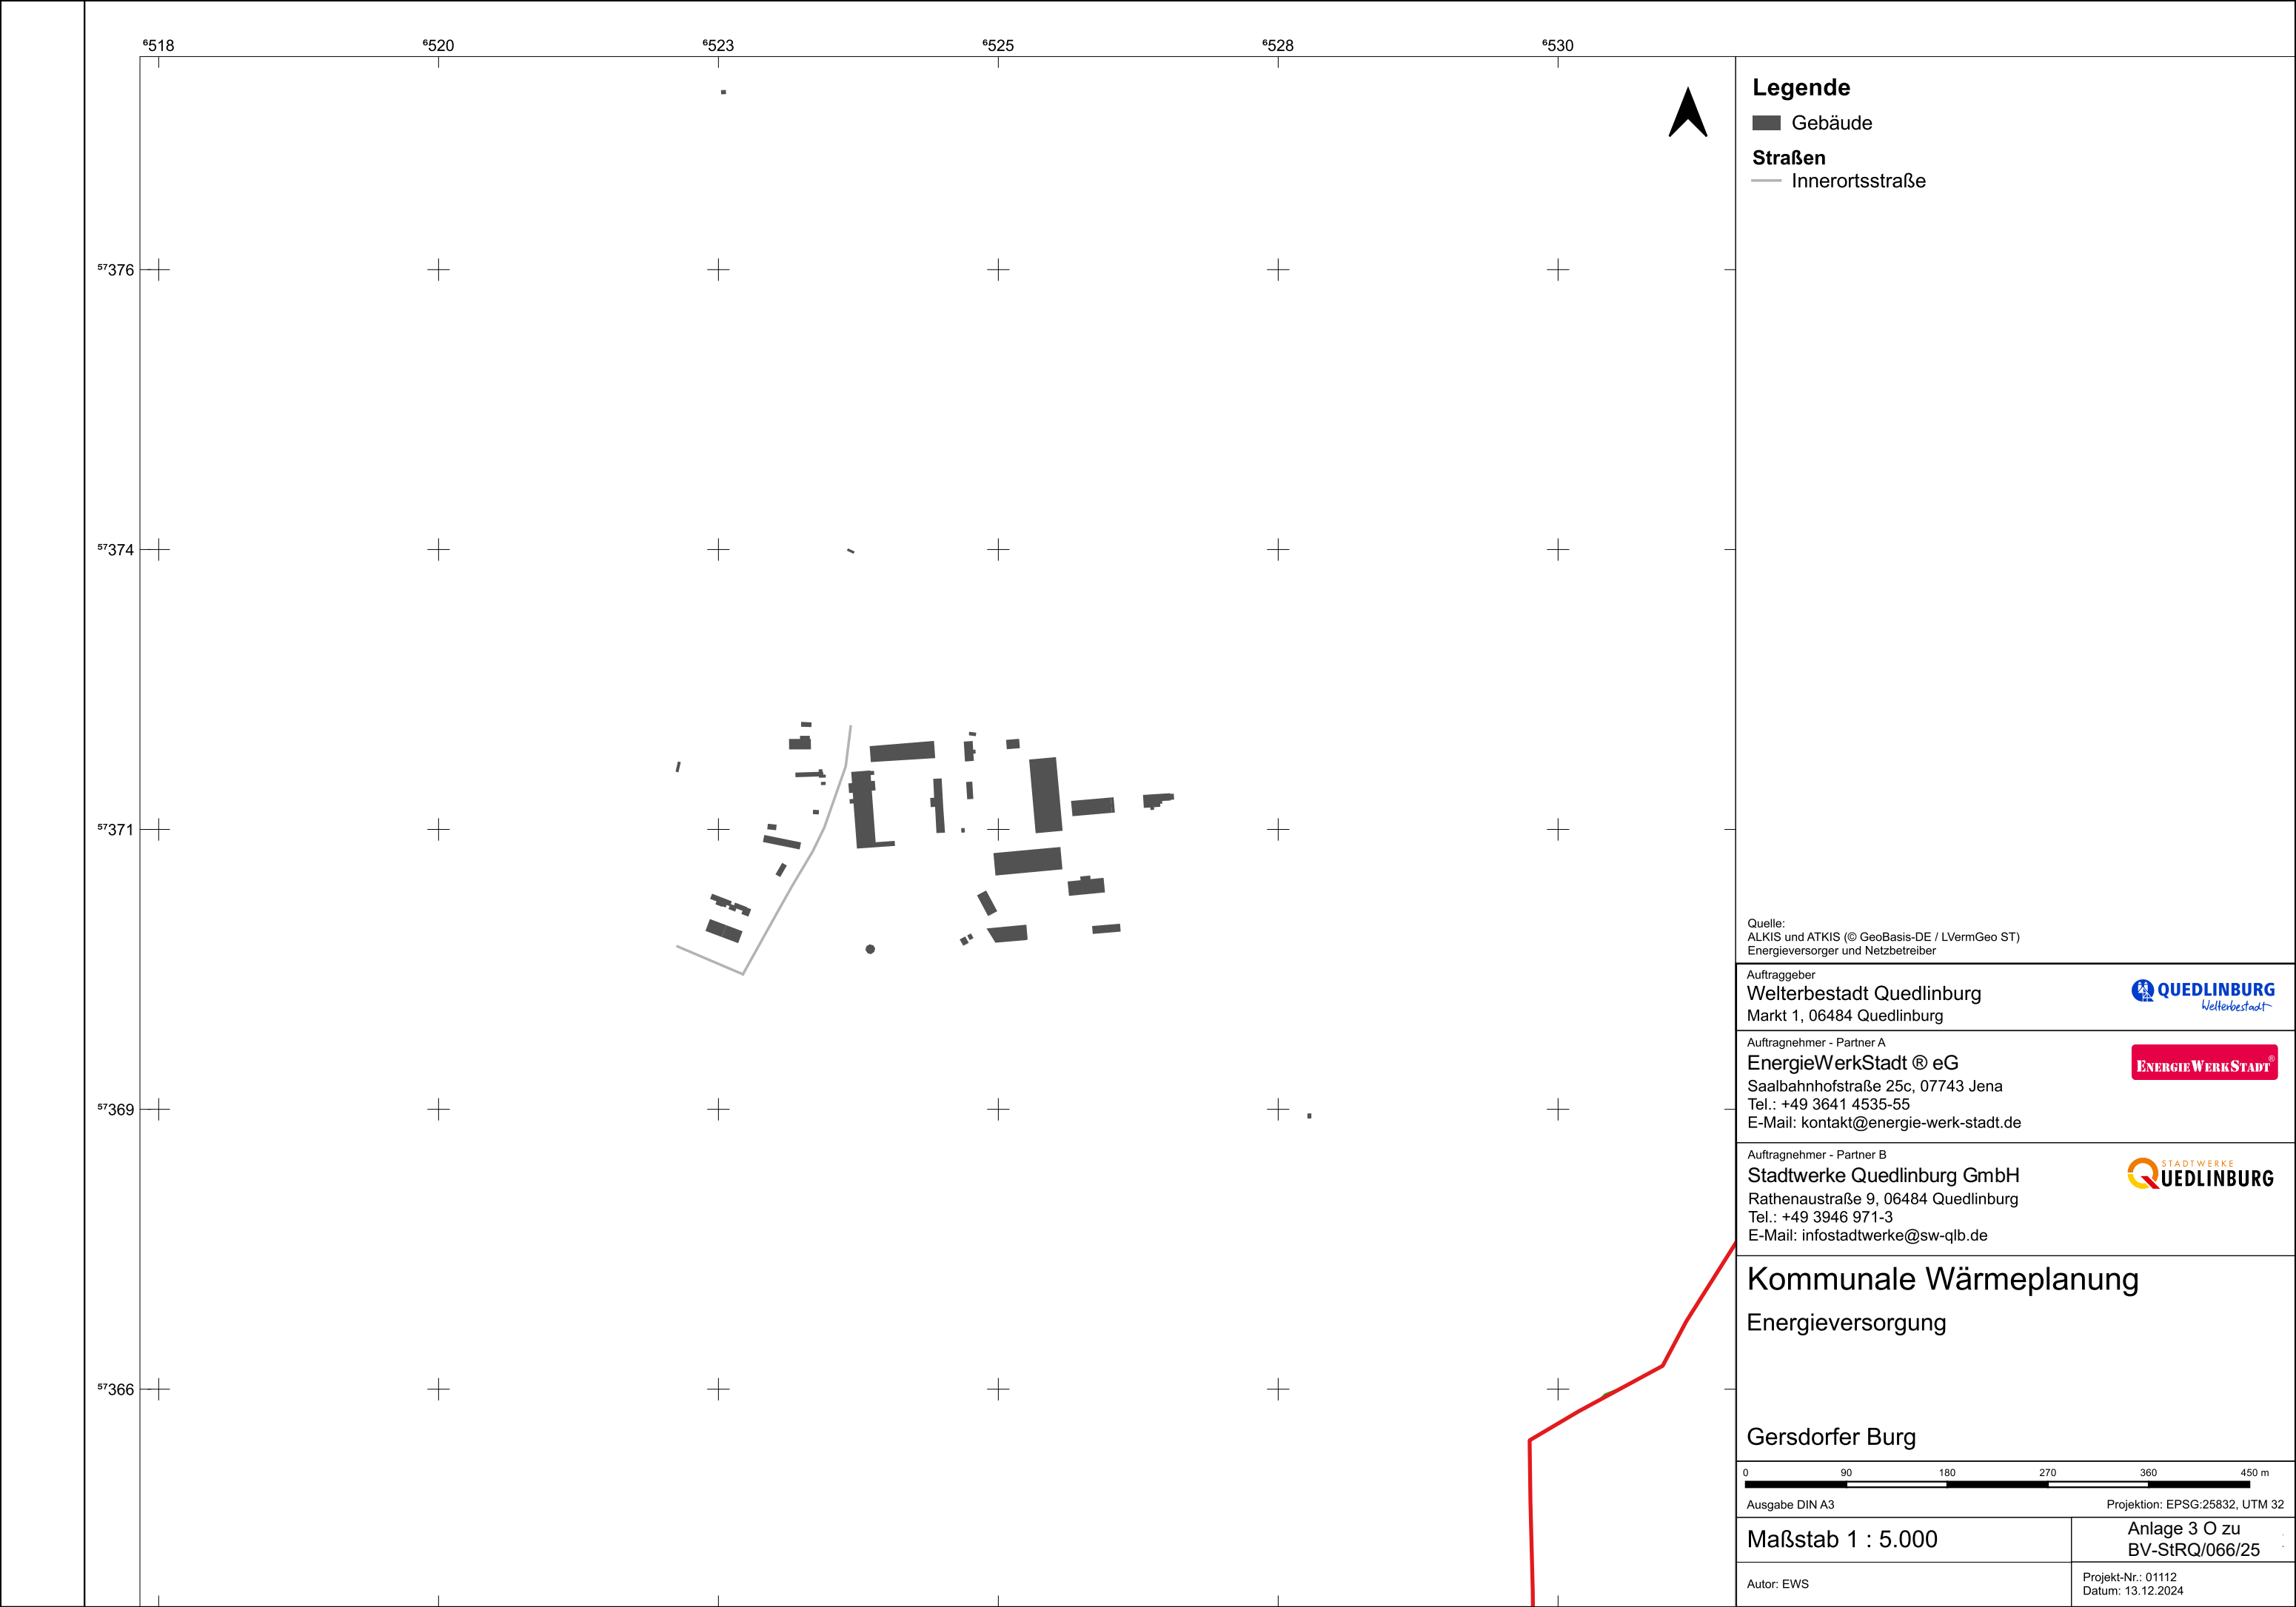 ⁶518 ⁶520 ⁶523 ⁶525 ⁶528 ⁶530
⁵⁷376
⁵⁷374
⁵⁷371
⁵⁷369
⁵⁷366
Legende
Gebäude
Straßen
Innerortsstraße
Quelle:
ALKIS und ATKIS (© GeoBasis-DE / LVermGeo ST)
Energieversorger und Netzbetreiber
Auftraggeber
Welterbestadt Quedlinburg
Markt 1, 06484 Quedlinburg
QUEDLINBURG
Welterbestadt
Auftragnehmer - Partner A
EnergieWerkStadt ® eG
Saalbahnhofstraße 25c, 07743 Jena
Tel.: +49 3641 4535-55
E-Mail: kontakt@energie-werk-stadt.de
ENERGIEWERKSTADT®
Auftragnehmer - Partner B
Stadtwerke Quedlinburg GmbH
Rathenaustraße 9, 06484 Quedlinburg
Tel.: +49 3946 971-3
E-Mail: infostadtwerke@sw-qlb.de
STADTWERKE
QUEDLINBURG
Kommunale Wärmeplanung
Energieversorgung
Gersdorfer Burg
0 90 180 270 360 450 m
Ausgabe DIN A3
Projektion: EPSG:25832, UTM 32
Maßstab 1 : 5.000
Anlage 3 O zu
BV-StRQ/066/25
Autor: EWS
Projekt-Nr.: 01112
Datum: 13.12.2024